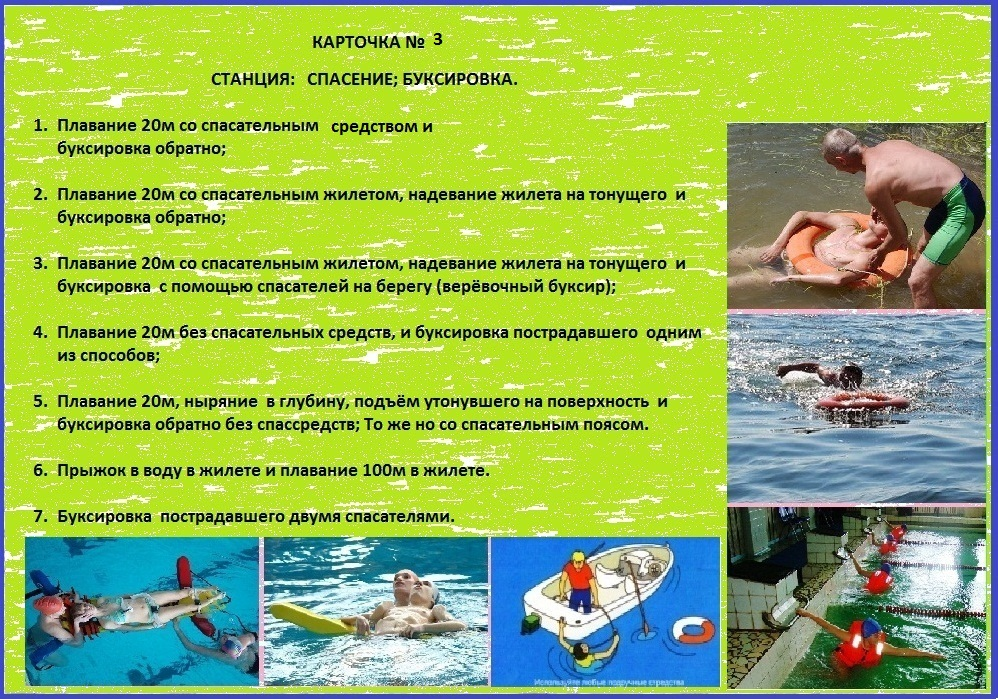 КАРТОЧКА № 3
СТАНЦИЯ: СПАСЕНИЕ; БУКСИРОВКА.
1. Плавание 20м со спасательным средством и
буксировка обратно;
2. Плавание 20м со спасательным жилетом, надевание жилета на тонущего и
буксировка обратно;
3. Плавание 20м со спасательным жилетом, надевание жилета на тонущего и
буксировка с помощью спасателей на берегу (верёвочный буксир);
4. Плавание 20м без спасательных средств, и буксировка пострадавшего одним
из способов;
5. Плавание 20м, ныряние в глубину, подъём утонувшего на поверхность и
буксировка обратно без спассредств; То же но со спасательным поясом.
6. Прыжок в воду в жилете и плавание 100м в жилете.
7. Буксировка пострадавшего двумя спасателями.
Используйте любые подручные средства